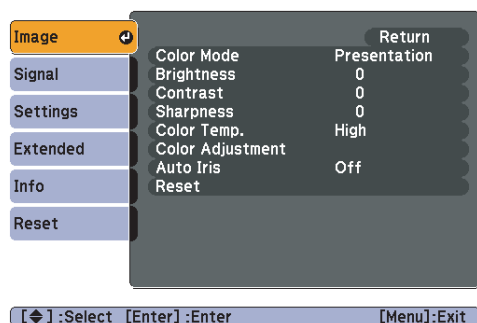 Image
Signal
Settings
Extended
Info
Reset
Return
Color Mode Presentation
Brightness 0
Contrast 0
Sharpness 0
Color Temp. High
Color Adjustment
Auto Iris Off
Reset
[◆] :Select [Enter] :Enter [Menu]:Exit